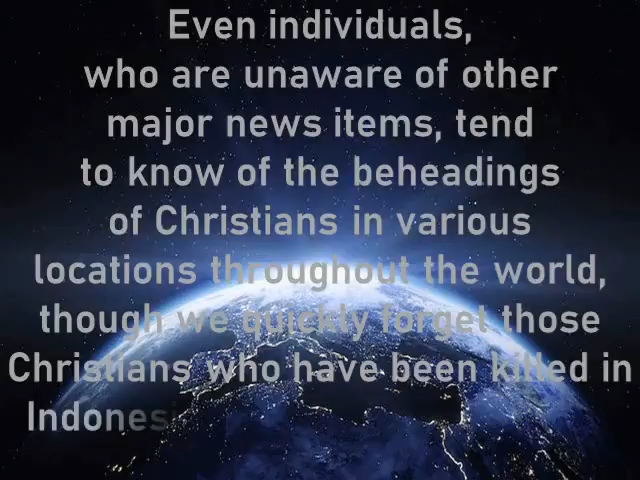 Even individuals,
who are unaware of other
major news items, tend
to know of the beheadings
of Christians in various
locations throughout the world,
though we quickly forget those
Christians who have been killed in
Indonesi